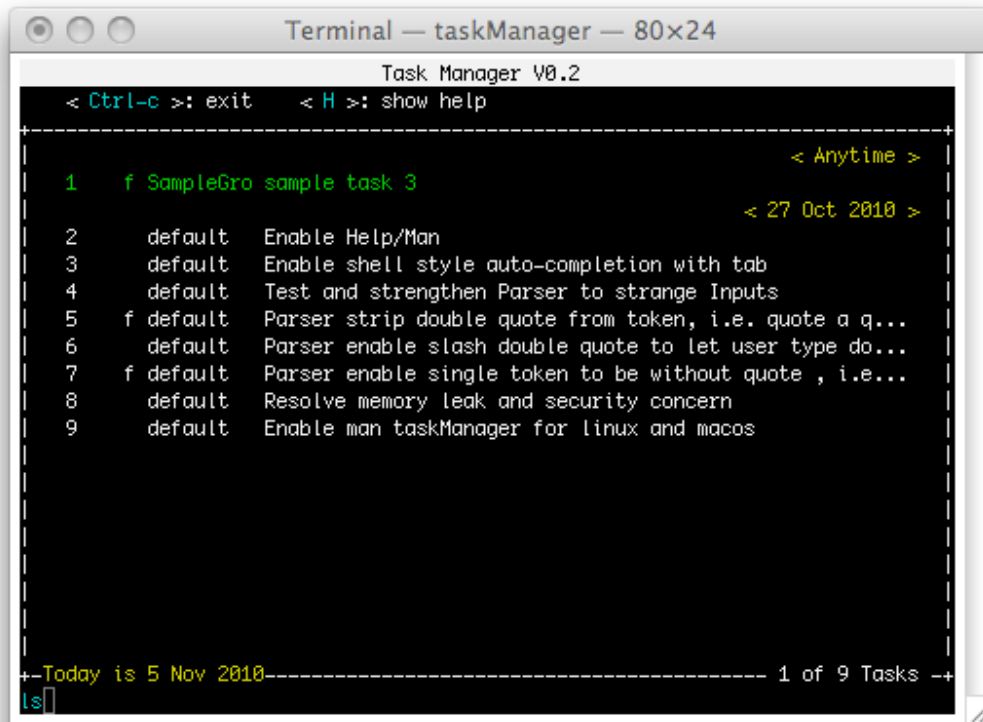 Terminal — taskManager — 80×24
Task Manager V0.2
< Ctrl-c >: exit < H >: show help
< Anytime >
1 f SampleGro sample task 3
< 27 Oct 2010 >
2 default Enable Help/Man
3 default Enable shell style auto-completion with tab
4 default Test and strengthen Parser to strange Inputs
5 f default Parser strip double quote from token, i.e. quote a q...
6 default Parser enable slash double quote to let user type do...
7 f default Parser enable single token to be without quote , i.e...
8 default Resolve memory leak and security concern
9 default Enable man taskManager for linux and macos
Today is 5 Nov 2010 1 of 9 Tasks
ls